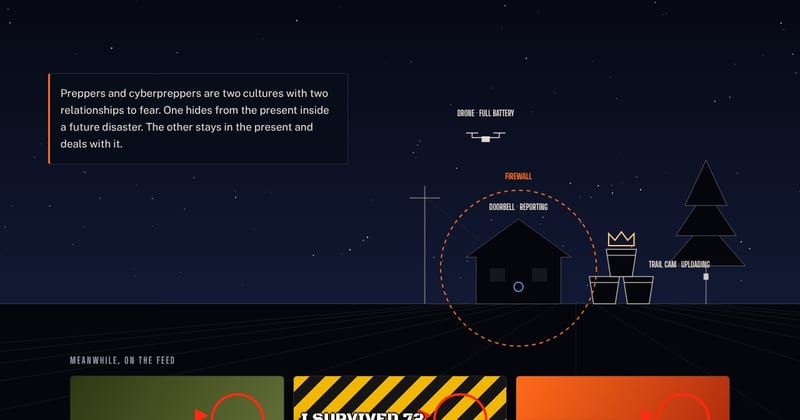 Preppers and cyberpreppers are two cultures with two
relationships to fear. One hides from the present inside
a future disaster. The other stays in the present and
deals with it.
DRONE · FULL BATTERY
FIREWALL
DOORBELL · REPORTING
TRAIL CAM · UPLOADING
MEANWHILE, ON THE FEED
I SURVIVED 72